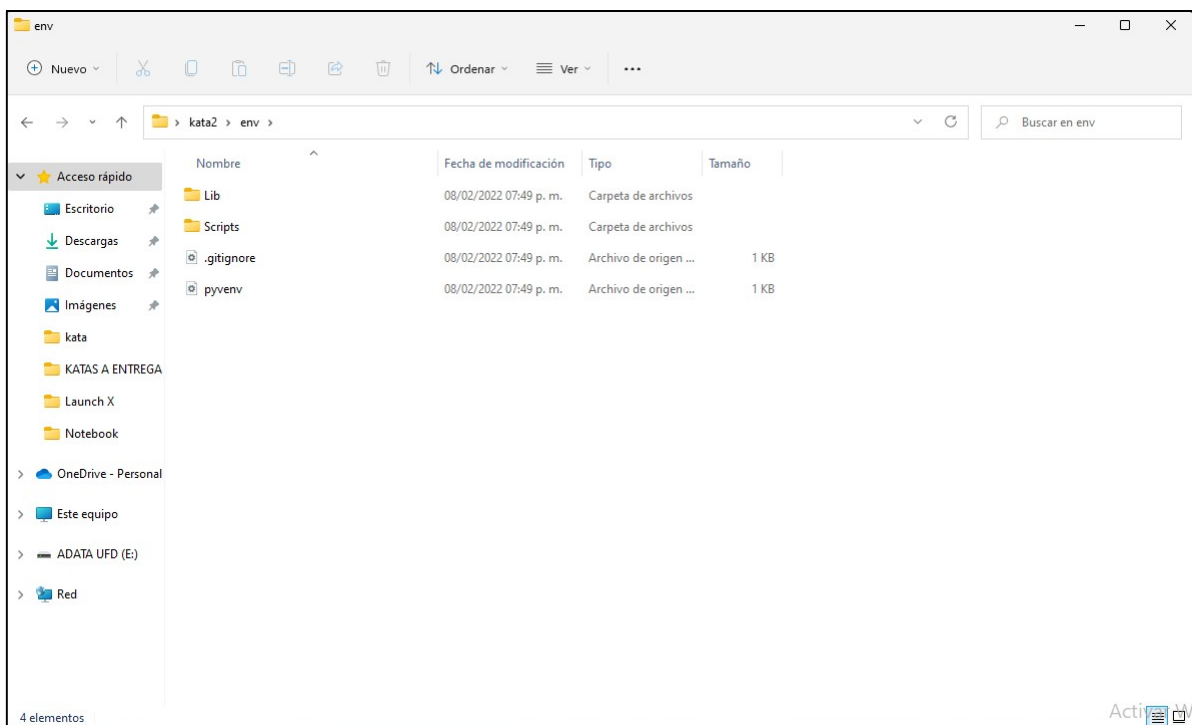 env
Nuevo
Ordenar
Ver
kata2 > env >
Buscar en env
Nombre Fecha de modificación Tipo Tamaño
Acceso rápido
Escritorio
Descargas
Documentos
Imágenes
kata
KATAS A ENTREGA
Launch X
Notebook
OneDrive - Personal
Este equipo
ADATA UFD (E:)
Red
Lib 08/02/2022 07:49 p. m. Carpeta de archivos
Scripts 08/02/2022 07:49 p. m. Carpeta de archivos
.gitignore 08/02/2022 07:49 p. m. Archivo de origen ... 1 KB
pyvenv 08/02/2022 07:49 p. m. Archivo de origen ... 1 KB
4 elementos